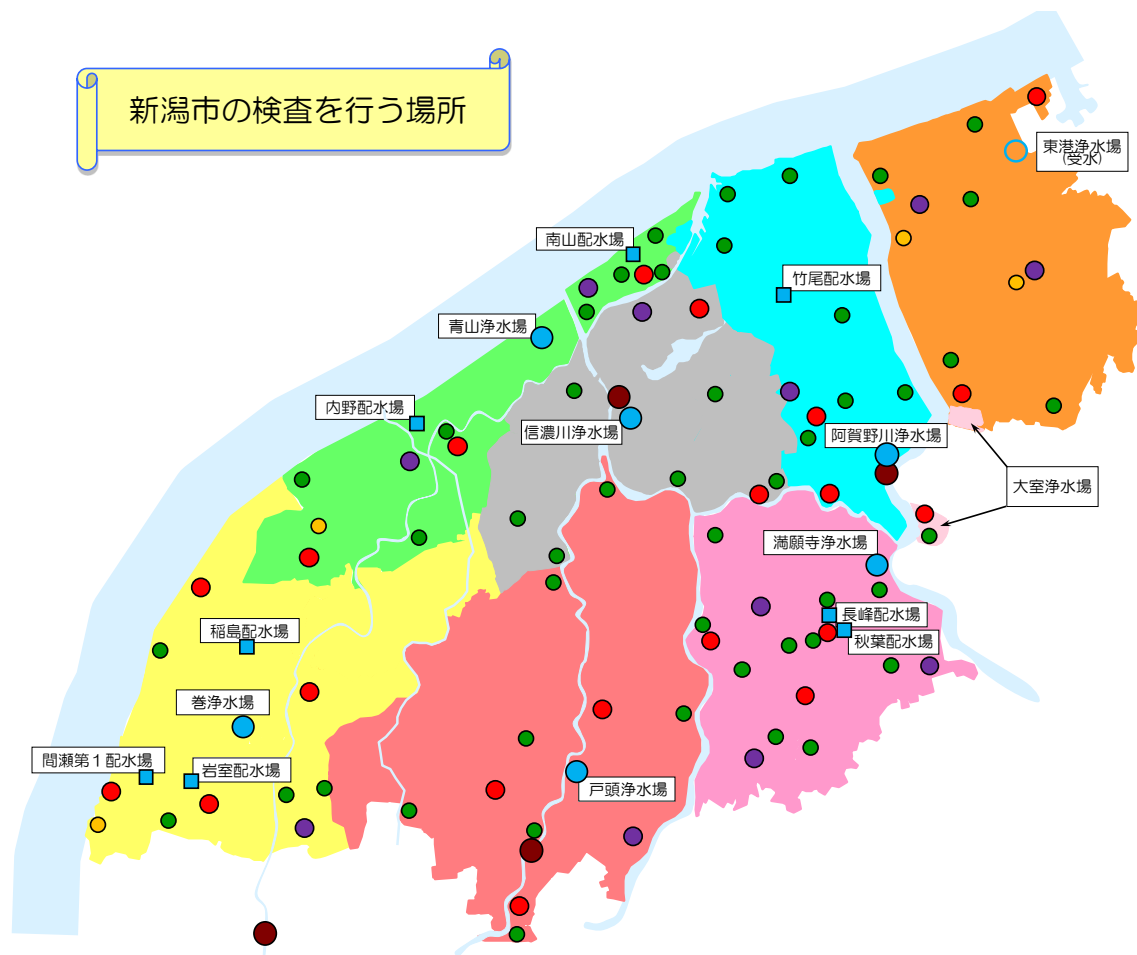 新潟市の検査を行う場所
東港浄水場
(受水)
南山配水場
竹尾配水場
青山浄水場
内野配水場
信濃川浄水場
阿賀野川浄水場
大室浄水場
満願寺浄水場
長峰配水場
稲島配水場
秋葉配水場
巻浄水場
間瀬第1配水場
岩室配水場
戸頭浄水場